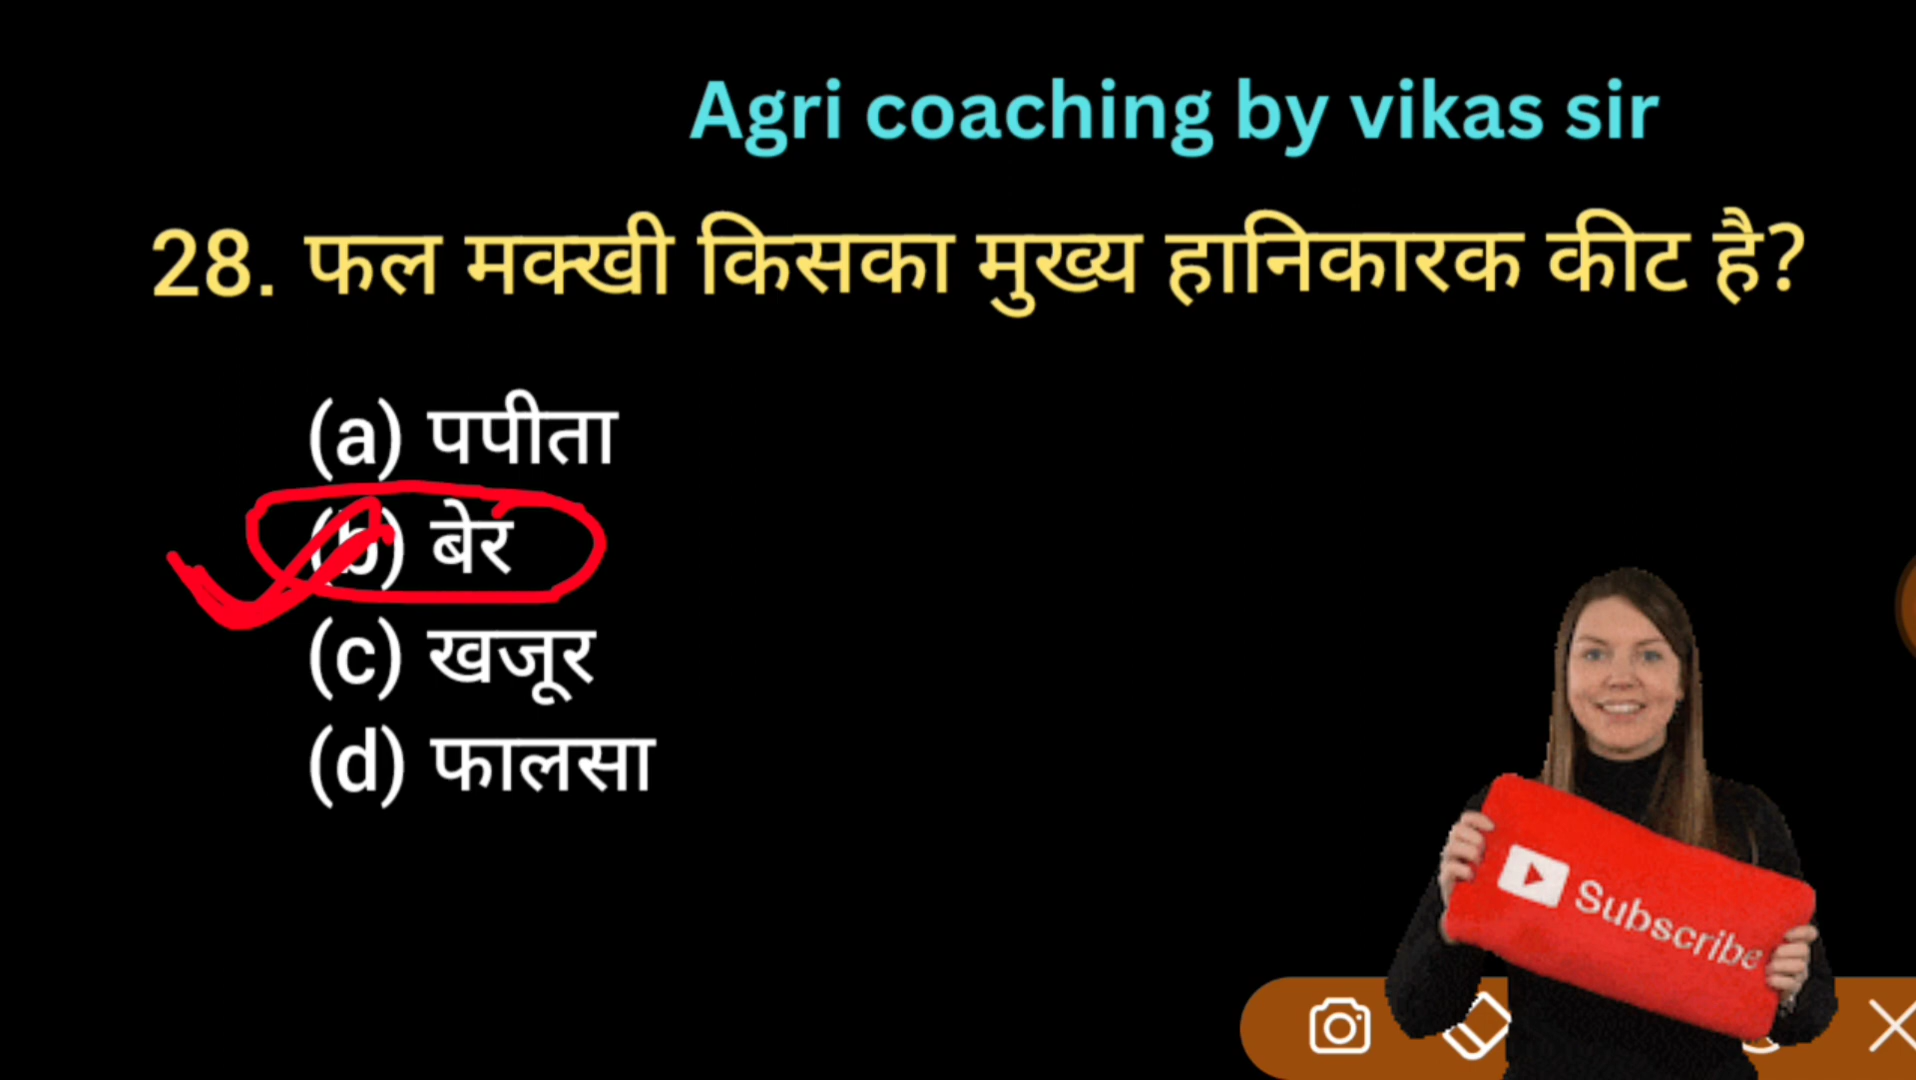 Agri coaching by vikas sir
28. फल मक्खी किसका मुख्य हानिकारक कीट है?
(a) पपीता
(b) बेर
(c) खजूर
(d) फालसा
Subscribe